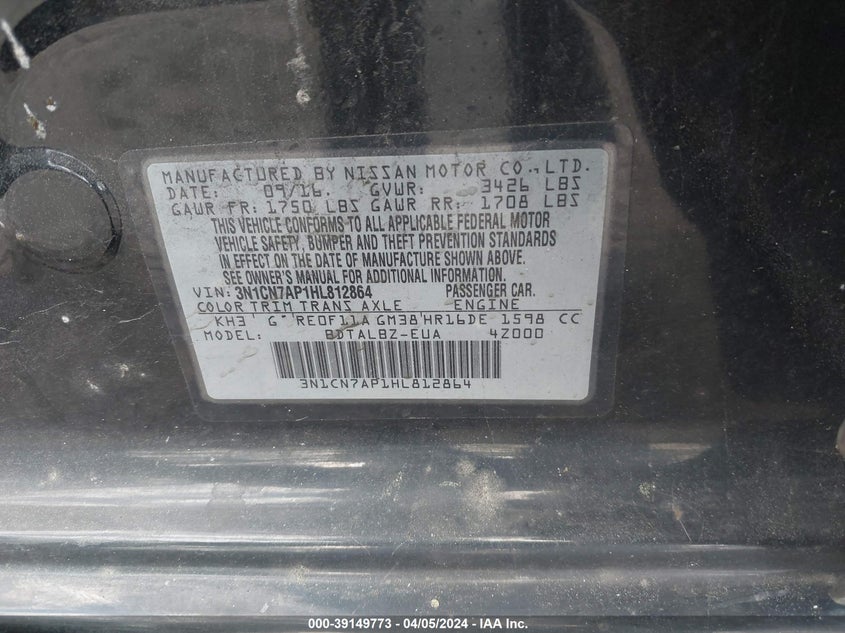 MANUFACTURED BY NISSAN MOTOR CO., LTD.
DATE: 09/16. GVWR: 3426 LBS
GAWR FR: 1750 LBS GAWR RR: 1708 LBS
THIS VEHICLE CONFORMS TO ALL APPLICABLE FEDERAL MOTOR
VEHICLE SAFETY, BUMPER AND THEFT PREVENTION STANDARDS
IN EFFECT ON THE DATE OF MANUFACTURE SHOWN ABOVE.
SEE OWNER'S MANUAL FOR ADDITIONAL INFORMATION.
VIN: 3N1CN7AP1HL812864 PASSENGER CAR.
COLOR TRIM TRANS AXLE ENGINE
KH3 G RE0F11A GM38 HR16DE 1598 CC
MODEL: BDTALBZ-EUA 4Z000
3N1CN7AP1HL812864
000-39149773 - 04/05/2024 - IAA Inc.